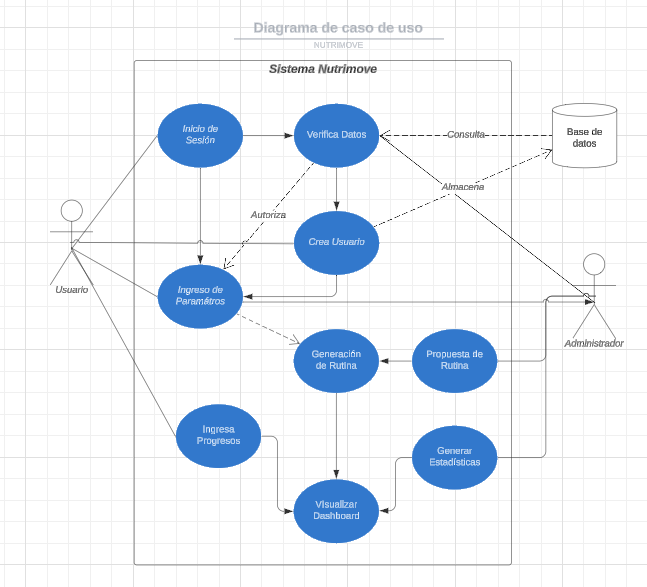 Diagrama de caso de uso
NUTRIMOVE
Sistema Nutrimove
Inicio de
Sesión
Verifica Datos
Consulta
Base de
datos
Almacena
Autoriza
Crea Usuario
Usuario
Ingreso de
Paramétros
Administrador
Generación
de Rutina
Propuesta de
Rutina
Ingresa
Progresos
Generar
Estadísticas
Visualizar
Dashboard